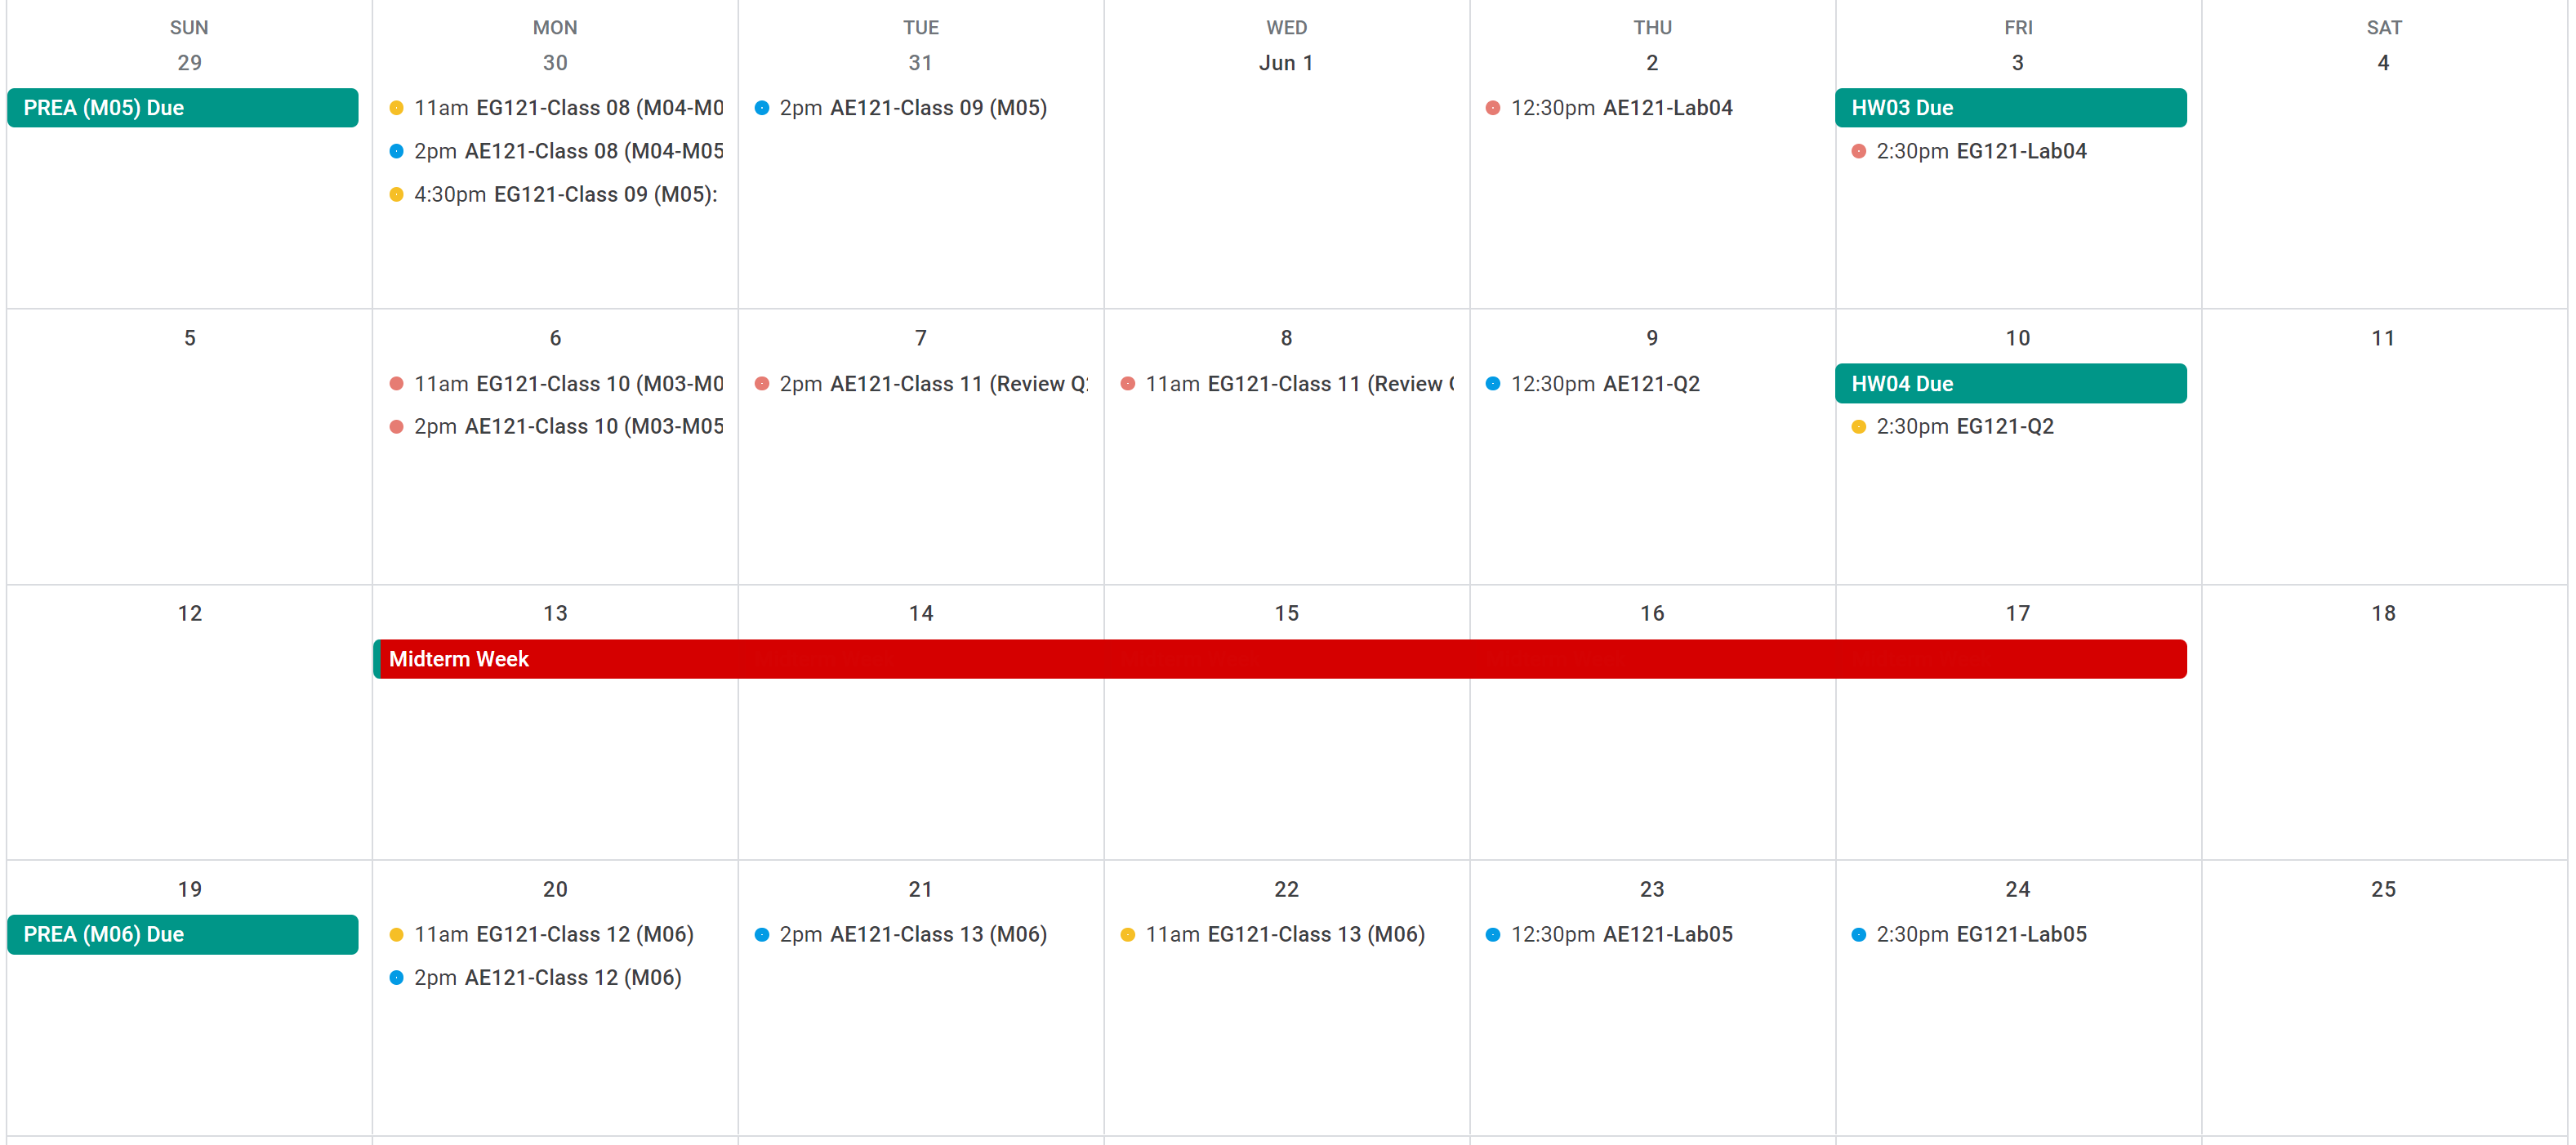 SUN MON TUE WED THU FRI SAT
29 30 31 Jun 1 2 3 4
PREA (M05) Due
11am EG121-Class 08 (M04-M0
2pm AE121-Class 08 (M04-M05
4:30pm EG121-Class 09 (M05):
2pm AE121-Class 09 (M05)
12:30pm AE121-Lab04
HW03 Due
2:30pm EG121-Lab04
5 6 7 8 9 10 11
11am EG121-Class 10 (M03-M0
2pm AE121-Class 10 (M03-M05
2pm AE121-Class 11 (Review Q2
11am EG121-Class 11 (Review
12:30pm AE121-Q2
HW04 Due
2:30pm EG121-Q2
12 13 14 15 16 17 18
Midterm Week
19 20 21 22 23 24 25
PREA (M06) Due
11am EG121-Class 12 (M06)
2pm AE121-Class 12 (M06)
2pm AE121-Class 13 (M06)
11am EG121-Class 13 (M06)
12:30pm AE121-Lab05
2:30pm EG121-Lab05